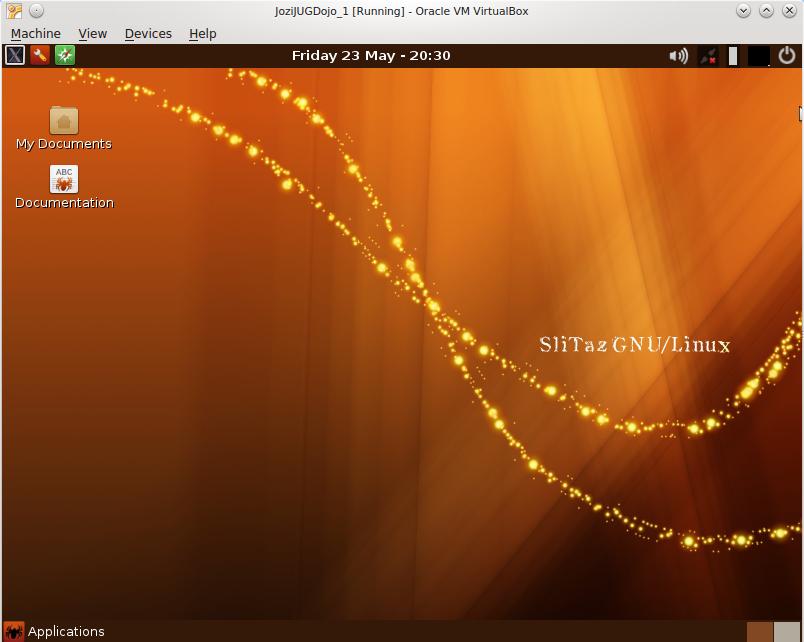 JoziJUGDojo_1 [Running] - Oracle VM VirtualBox
Machine View Devices Help
Friday 23 May - 20:30
My Documents
ABC
Documentation
SliTaz GNU/Linux
Applications